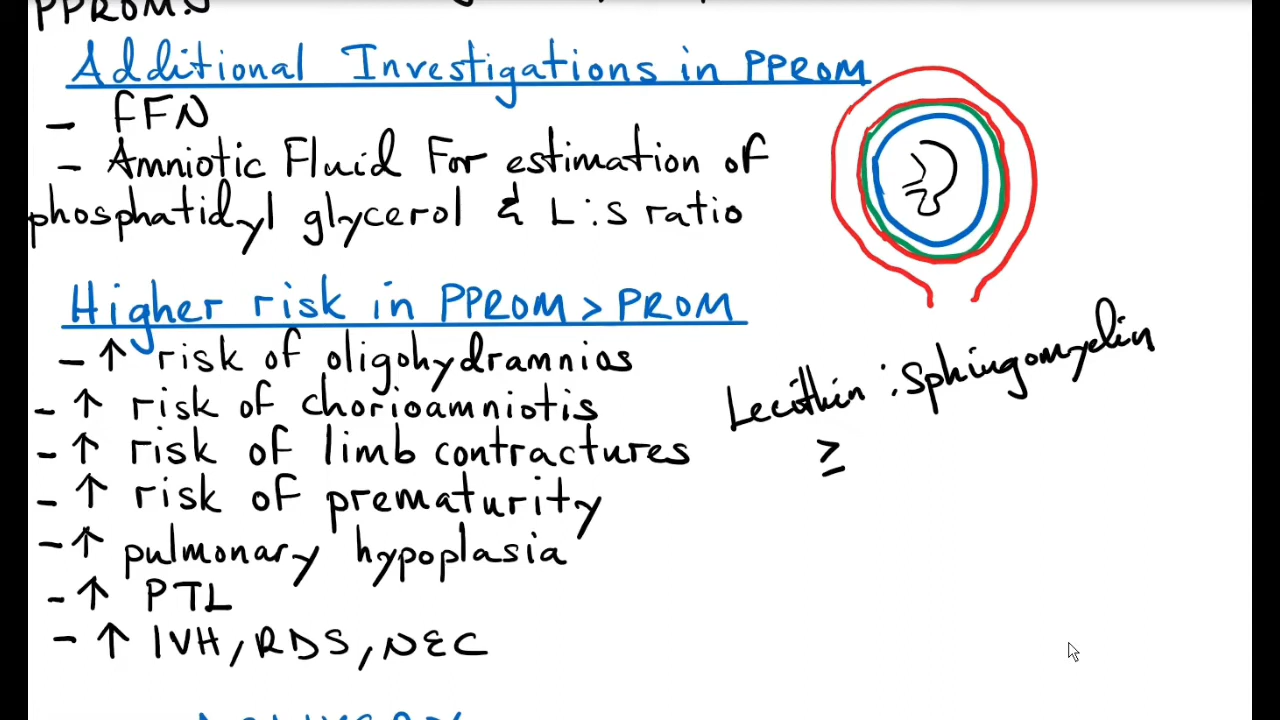 PPROM:
Additional Investigations in PPROM
- fFN
- Amniotic Fluid For estimation of
phosphatidyl glycerol & L:S ratio
Higher risk in PPROM > PROM
- ↑ risk of oligohydramnios
- ↑ risk of chorioamniotis
- ↑ risk of limb contractures
- ↑ risk of prematurity
- ↑ pulmonary hypoplasia
- ↑ PTL
- ↑ IVH, RDS, NEC
Lecithin : Sphingomyelin
≥